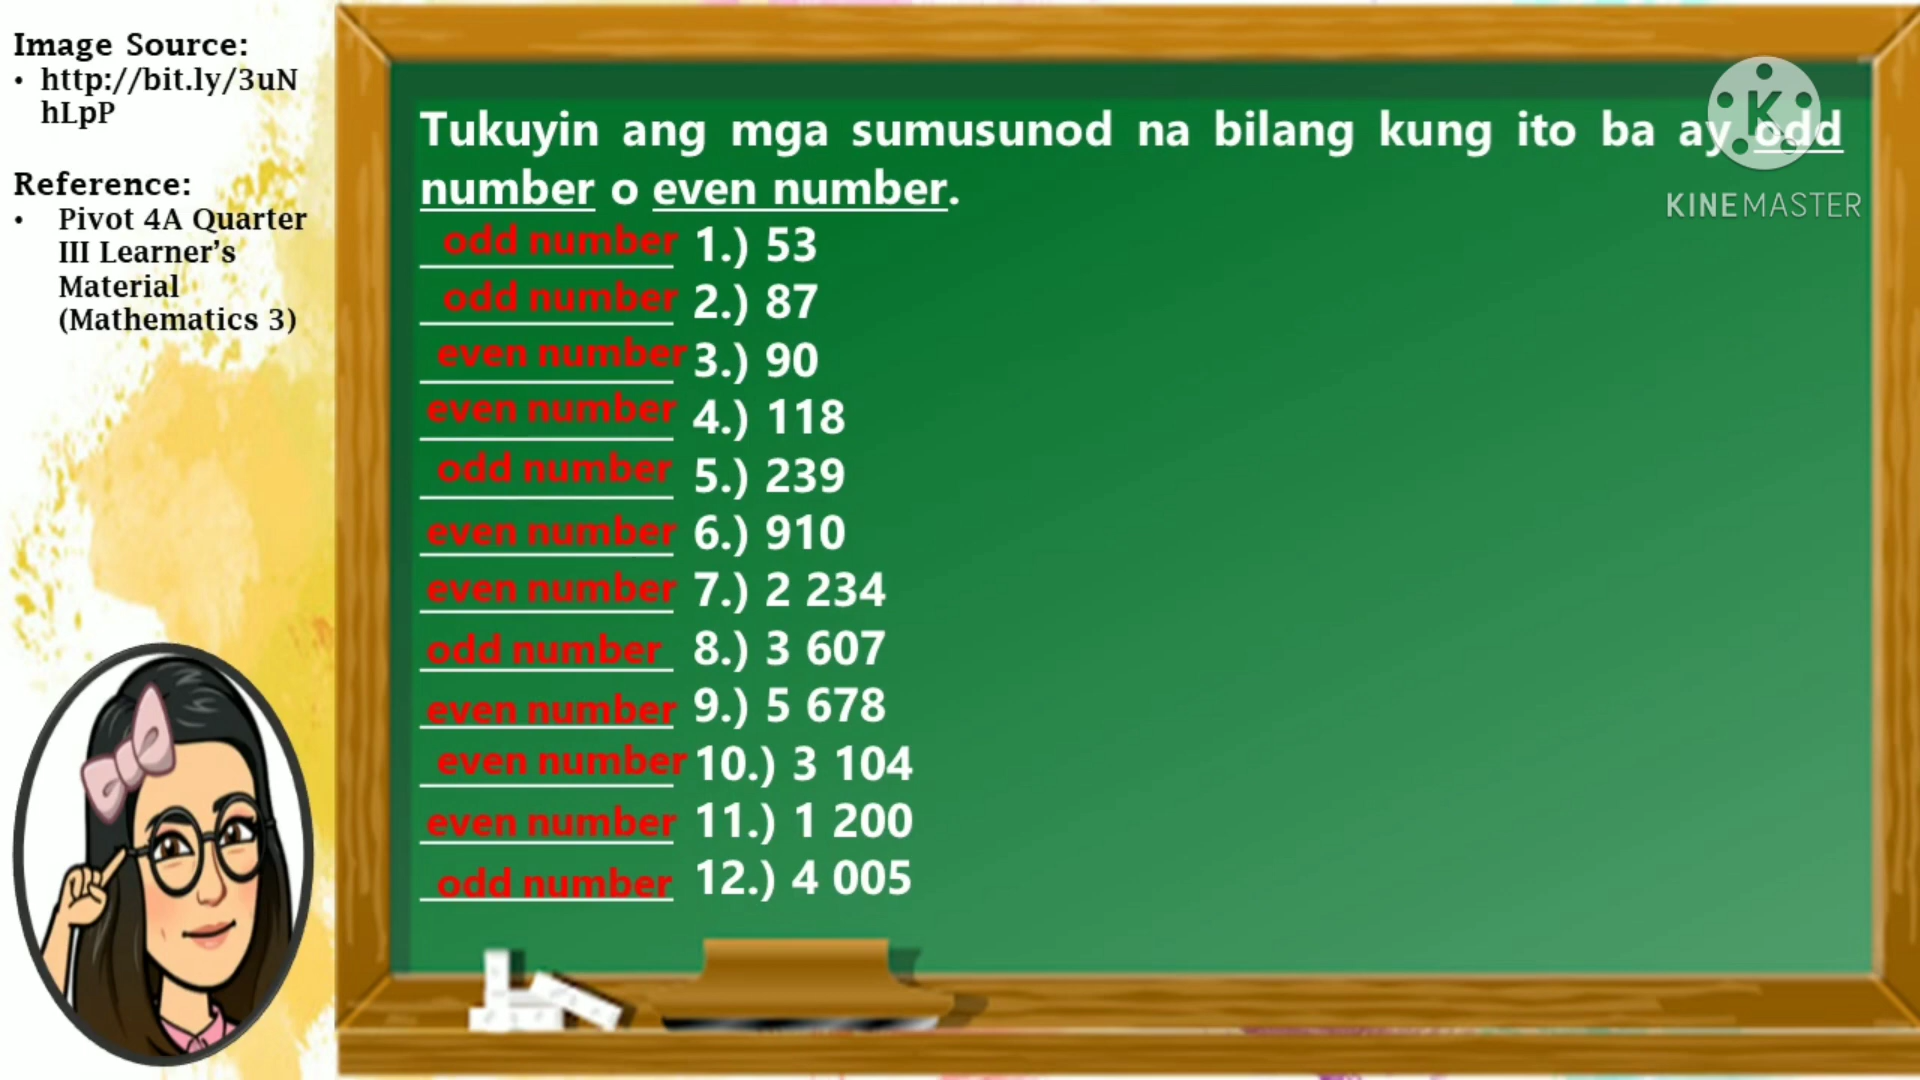 Image Source:
• http://bit.ly/3uN
hLpP
Reference:
• Pivot 4A Quarter
III Learner's
Material
(Mathematics 3)
Tukuyin ang mga sumusunod na bilang kung ito ba ay odd
number o even number.
odd number 1.) 53
odd number 2.) 87
even number 3.) 90
even number 4.) 118
odd number 5.) 239
even number 6.) 910
even number 7.) 2 234
odd number 8.) 3 607
even number 9.) 5 678
even number 10.) 3 104
even number 11.) 1 200
odd number 12.) 4 005
K
KINEMASTER